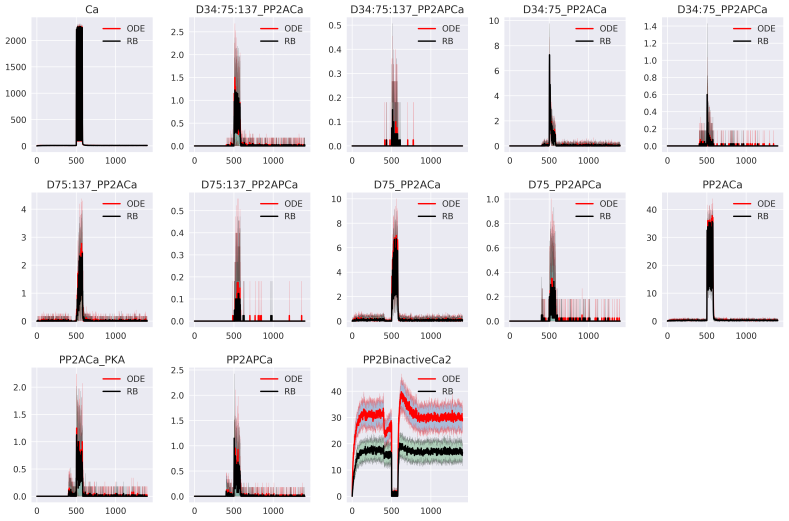 Ca
D34:75:137_PP2ACa
D34:75:137_PP2APCa
D34:75_PP2ACa
D34:75_PP2APCa
ODE
RB
2000
1500
1000
500
0
0 500 1000
ODE
RB
2.5
2.0
1.5
1.0
0.5
0.0
0 500 1000
ODE
RB
0.5
0.4
0.3
0.2
0.1
0.0
0 500 1000
ODE
RB
10
8
6
4
2
0
0 500 1000
ODE
RB
1.4
1.2
1.0
0.8
0.6
0.4
0.2
0.0
0 500 1000
D75:137_PP2ACa
D75:137_PP2APCa
D75_PP2ACa
D75_PP2APCa
PP2ACa
ODE
RB
4
3
2
1
0
0 500 1000
ODE
RB
0.5
0.4
0.3
0.2
0.1
0.0
0 500 1000
ODE
RB
10
8
6
4
2
0
0 500 1000
ODE
RB
1.0
0.8
0.6
0.4
0.2
0.0
0 500 1000
ODE
RB
40
30
20
10
0
0 500 1000
PP2ACa_PKA
PP2APCa
PP2BinactiveCa2
ODE
RB
2.0
1.5
1.0
0.5
0.0
0 500 1000
ODE
RB
2.5
2.0
1.5
1.0
0.5
0.0
0 500 1000
ODE
RB
40
30
20
10
0
0 500 1000